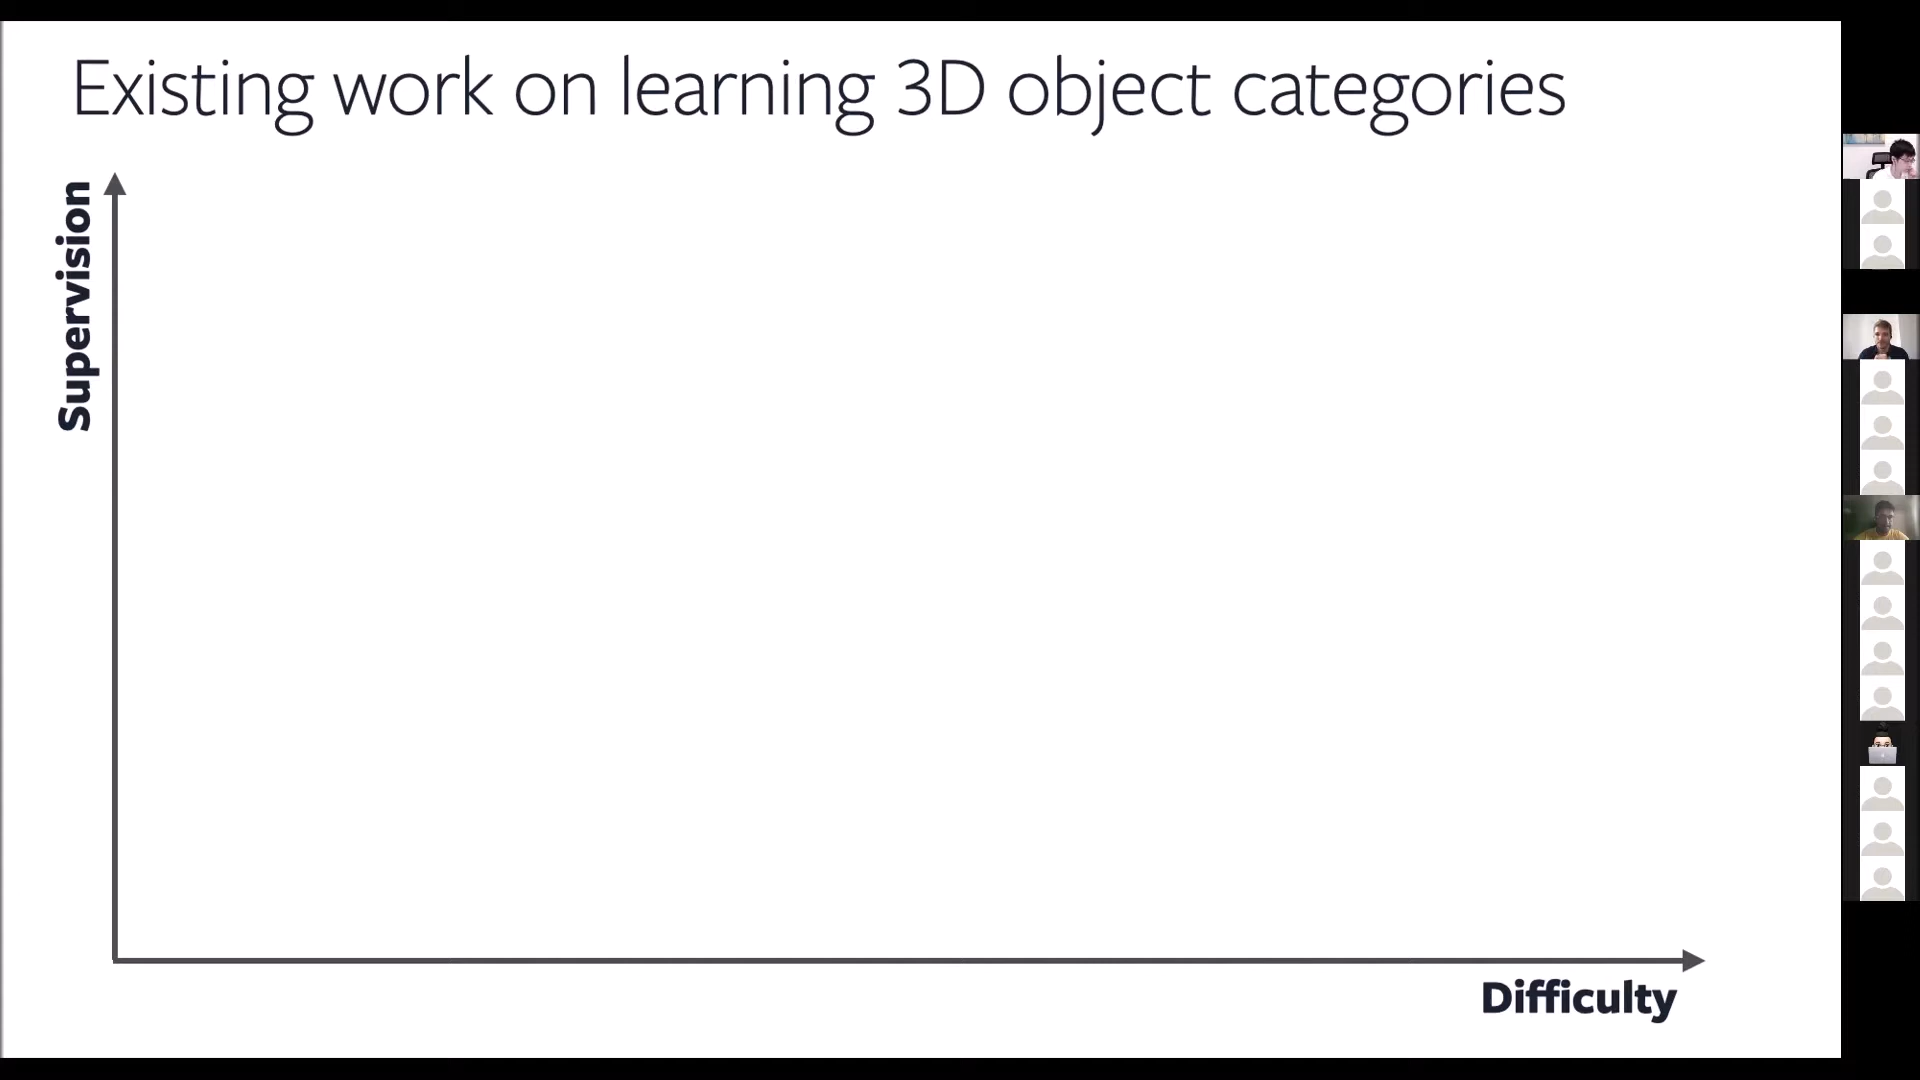 Existing work on learning 3D object categories
Supervision
Difficulty